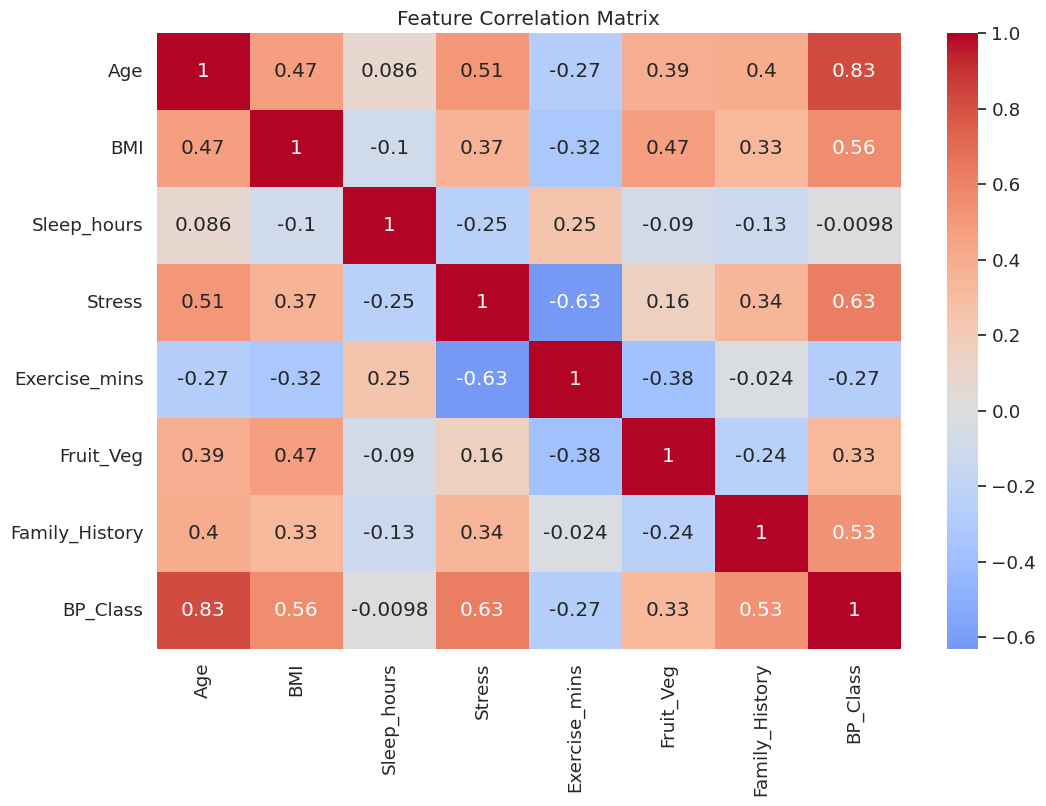 Feature Correlation Matrix
Age 1 0.47 0.086 0.51 -0.27 0.39 0.4 0.83
BMI 0.47 1 -0.1 0.37 -0.32 0.47 0.33 0.56
Sleep_hours 0.086 -0.1 1 -0.25 0.25 -0.09 -0.13 -0.0098
Stress 0.51 0.37 -0.25 1 -0.63 0.16 0.34 0.63
Exercise_mins -0.27 -0.32 0.25 -0.63 1 -0.38 -0.024 -0.27
Fruit_Veg 0.39 0.47 -0.09 0.16 -0.38 1 -0.24 0.33
Family_History 0.4 0.33 -0.13 0.34 -0.024 -0.24 1 0.53
BP_Class 0.83 0.56 -0.0098 0.63 -0.27 0.33 0.53 1
Age
BMI
Sleep_hours
Stress
Exercise_mins
Fruit_Veg
Family_History
BP_Class
1.0
0.8
0.6
0.4
0.2
0.0
−0.2
−0.4
−0.6